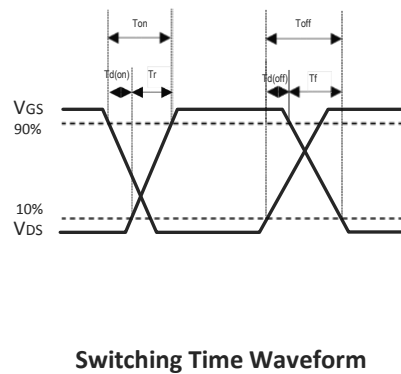 Ton
Toff
Td(on)
Tr
Td(off)
Tf
VGS
90%
10%
VDS
Switching Time Waveform